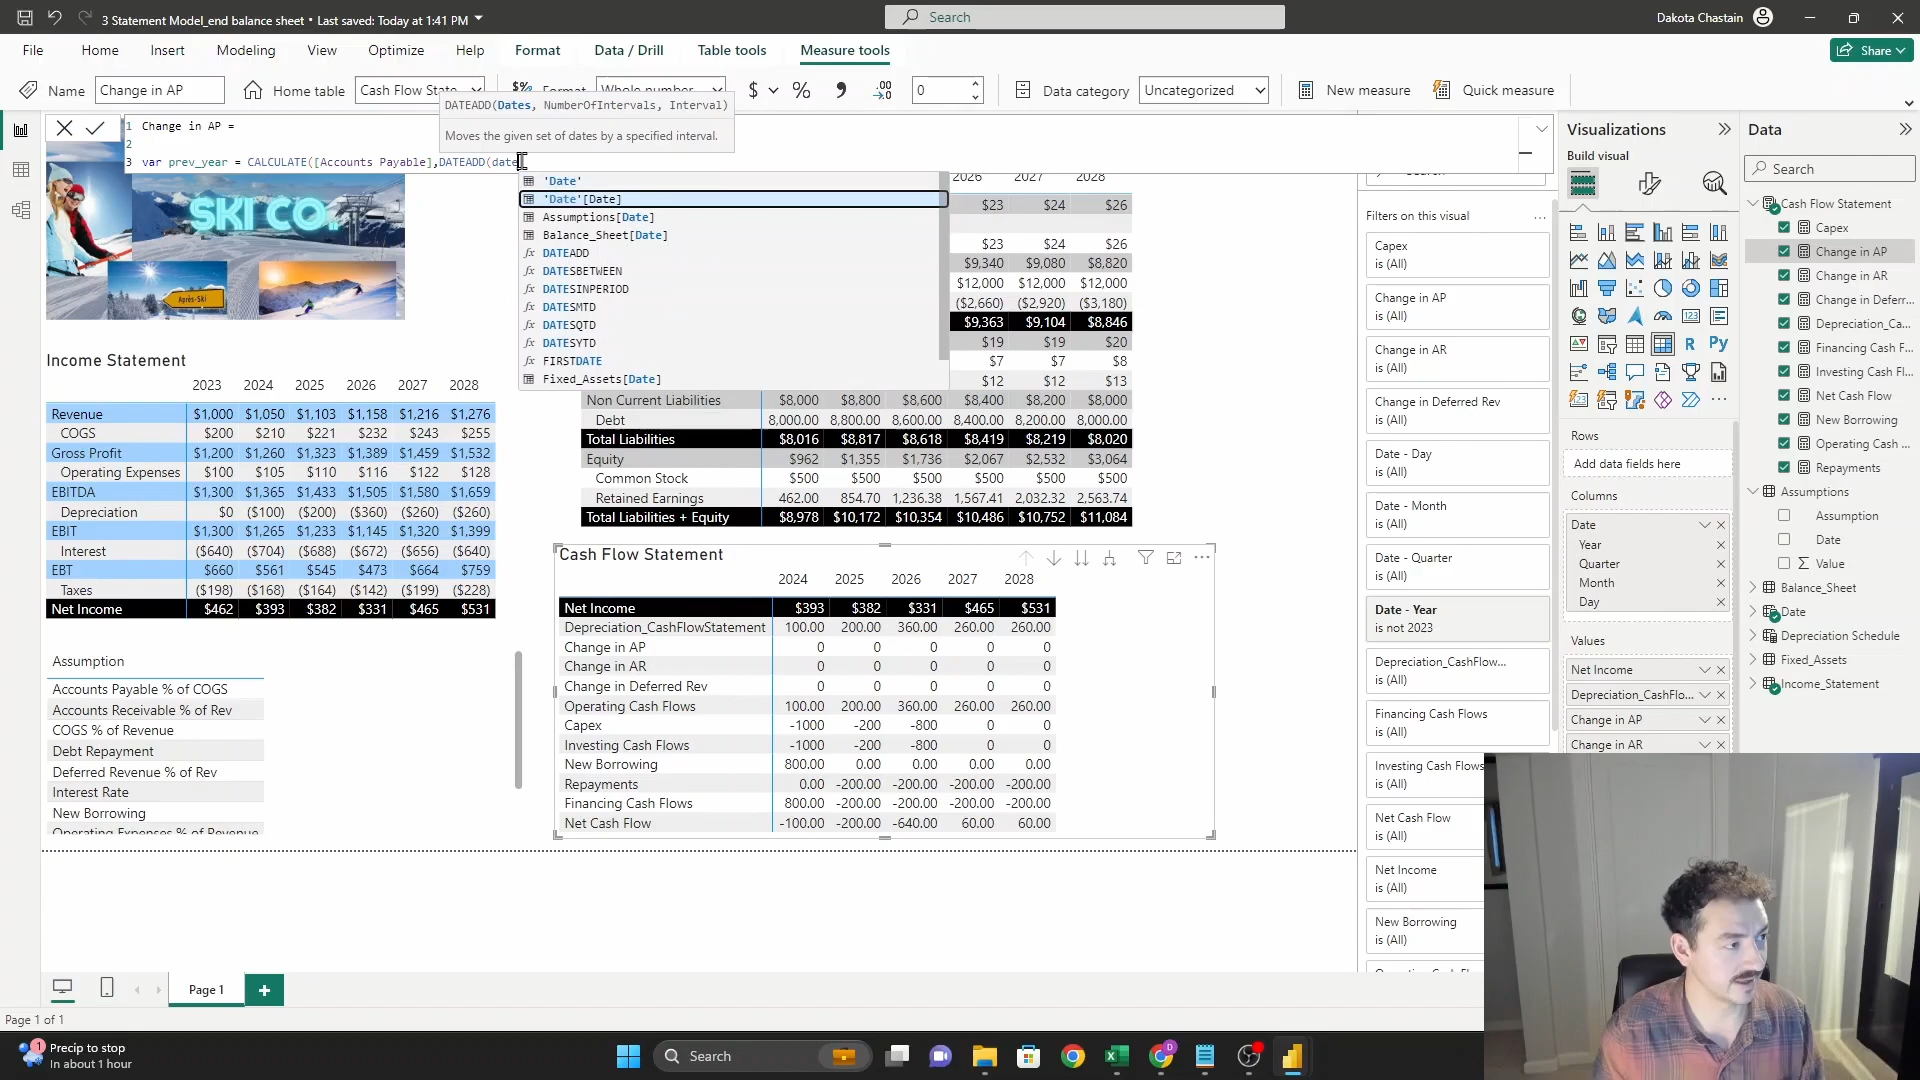 3 Statement Model_end balance sheet • Last saved: Today at 1:41 PM
Search
Dakota Chastain
File Home Insert Modeling View Optimize Help Format Data / Drill Table tools Measure tools
Share
Name Change in AP
Home table
Format Whole number
$ % 0
Data category Uncategorized
New measure
Quick measure
DATEADD(Dates, NumberOfIntervals, Interval)
Moves the given set of dates by a specified interval.
1 Change in AP =
2
3 var prev_year = CALCULATE([Accounts Payable],DATEADD(date
'Date'
'Date'[Date]
Assumptions[Date]
Balance_Sheet[Date]
DATEADD
DATESBETWEEN
DATESINPERIOD
DATESMTD
DATESQTD
DATESYTD
FIRSTDATE
Fixed_Assets[Date]
SKI CO.
Après-Ski
Income Statement
2023 2024 2025 2026 2027 2028
Revenue $1,000 $1,050 $1,103 $1,158 $1,216 $1,276
COGS $200 $210 $221 $232 $243 $255
Gross Profit $1,200 $1,260 $1,323 $1,389 $1,459 $1,532
Operating Expenses $100 $105 $110 $116 $122 $128
EBITDA $1,300 $1,365 $1,433 $1,505 $1,580 $1,659
Depreciation $0 ($100) ($200) ($360) ($260) ($260)
EBIT $1,300 $1,265 $1,233 $1,145 $1,320 $1,399
Interest ($640) ($704) ($688) ($672) ($656) ($640)
EBT $660 $561 $545 $473 $664 $759
Taxes ($198) ($168) ($164) ($142) ($199) ($228)
Net Income $462 $393 $382 $331 $465 $531
Assumption
Accounts Payable % of COGS
Accounts Receivable % of Rev
COGS % of Revenue
Debt Repayment
Deferred Revenue % of Rev
Interest Rate
New Borrowing
Operating Expenses % of Revenue
2026 2027 2028
$23 $24 $26
$23 $24 $26
$9,340 $9,080 $8,820
$12,000 $12,000 $12,000
($2,660) ($2,920) ($3,180)
$9,363 $9,104 $8,846
$19 $19 $20
$7 $7 $8
$12 $12 $13
Non Current Liabilities $8,000 $8,800 $8,600 $8,400 $8,200 $8,000
Debt 8,000.00 8,800.00 8,600.00 8,400.00 8,200.00 8,000.00
Total Liabilities $8,016 $8,817 $8,618 $8,419 $8,219 $8,020
Equity $962 $1,355 $1,736 $2,067 $2,532 $3,064
Common Stock $500 $500 $500 $500 $500 $500
Retained Earnings 462.00 854.70 1,236.38 1,567.41 2,032.32 2,563.74
Total Liabilities + Equity $8,978 $10,172 $10,354 $10,486 $10,752 $11,084
Cash Flow Statement
2024 2025 2026 2027 2028
Net Income $393 $382 $331 $465 $531
Depreciation_CashFlowStatement 100.00 200.00 360.00 260.00 260.00
Change in AP 0 0 0 0 0
Change in AR 0 0 0 0 0
Change in Deferred Rev 0 0 0 0 0
Operating Cash Flows 100.00 200.00 360.00 260.00 260.00
Capex -1000 -200 -800 0 0
Investing Cash Flows -1000 -200 -800 0 0
New Borrowing 800.00 0.00 0.00 0.00 0.00
Repayments 0.00 -200.00 -200.00 -200.00 -200.00
Financing Cash Flows 800.00 -200.00 -200.00 -200.00 -200.00
Net Cash Flow -100.00 -200.00 -640.00 60.00 60.00
Filters on this visual
Capex
is (All)
Change in AP
is (All)
Change in AR
is (All)
Change in Deferred Rev
is (All)
Date - Day
is (All)
Date - Month
is (All)
Date - Quarter
is (All)
Date - Year
is not 2023
Depreciation_CashFlow...
is (All)
Financing Cash Flows
is (All)
Investing Cash Flows
is (All)
Net Cash Flow
is (All)
Net Income
is (All)
New Borrowing
is (All)
Visualizations
Build visual
R Py
Rows
Add data fields here
Columns
Date
Year
Quarter
Month
Day
Values
Net Income
Depreciation_CashFlo...
Change in AP
Change in AR
Data
Search
Cash Flow Statement
Capex
Change in AP
Change in AR
Change in Deferr...
Depreciation_Ca...
Financing Cash F...
Investing Cash Fl...
Net Cash Flow
New Borrowing
Operating Cash ...
Repayments
Assumptions
Assumption
Date
Value
Balance_Sheet
Date
Depreciation Schedule
Fixed_Assets
Income_Statement
Page 1
Page 1 of 1
1
Precip to stop
In about 1 hour
Search